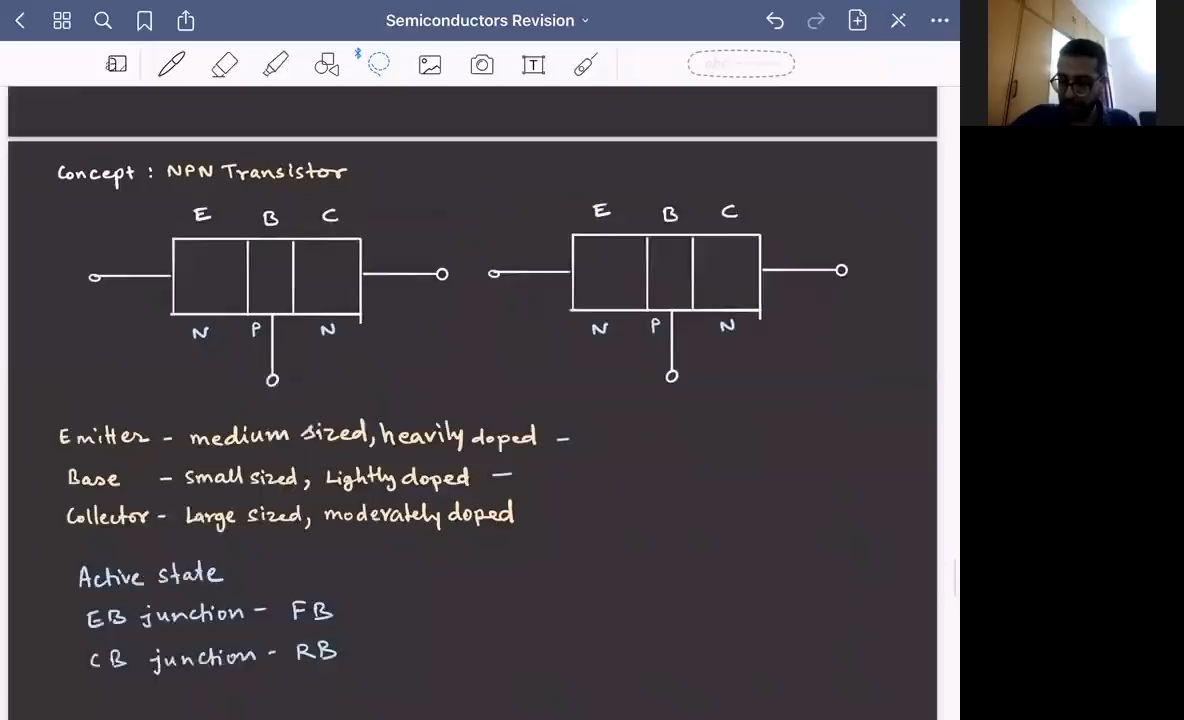 Semiconductors Revision
T
Concept : NPN Transistor
E B C
E B C
N P N
N P N
Emitter - medium sized, heavily doped -
Base - Small sized, Lightly doped -
Collector - Large sized, moderately doped
Active state
EB junction - FB
CB junction - RB